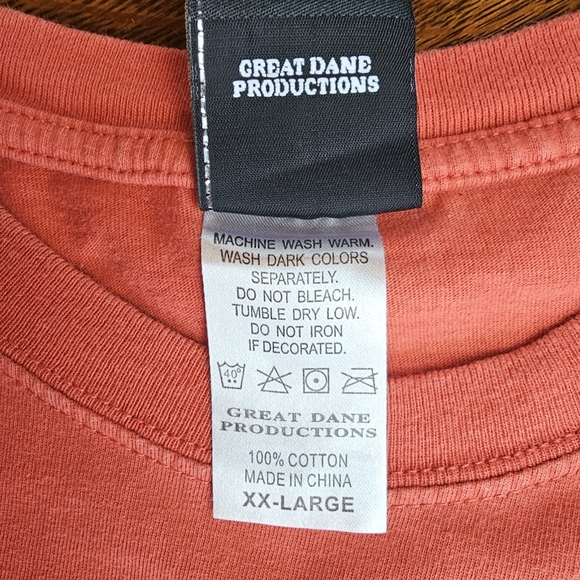 GREAT DANE
PRODUCTIONS
MACHINE WASH WARM.
WASH DARK COLORS
SEPARATELY.
DO NOT BLEACH.
TUMBLE DRY LOW.
DO NOT IRON
IF DECORATED.
40°
GREAT DANE
PRODUCTIONS
100% COTTON
MADE IN CHINA
XX-LARGE